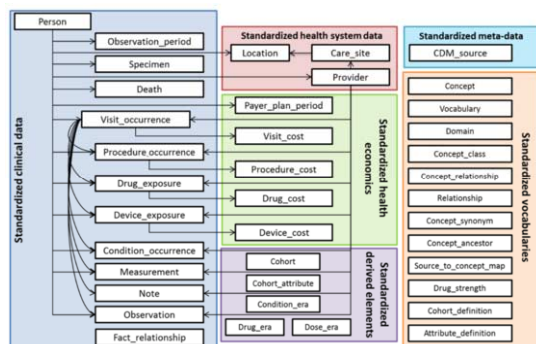 Person
Standardized clinical data
Observation_period
Specimen
Death
Visit_occurrence
Procedure_occurrence
Drug_exposure
Device_exposure
Condition_occurrence
Measurement
Note
Observation
Fact_relationship
Standardized health system data
Location
Care_site
Provider
Payer_plan_period
Visit_cost
Procedure_cost
Drug_cost
Device_cost
Standardized health
economics
Cohort
Cohort_attribute
Condition_era
Drug_era
Dose_era
Standardized
derived elements
Standardized meta-data
CDM_source
Concept
Vocabulary
Domain
Concept_class
Concept_relationship
Relationship
Concept_synonym
Concept_ancestor
Source_to_concept_map
Drug_strength
Cohort_definition
Attribute_definition
Standardized vocabularies